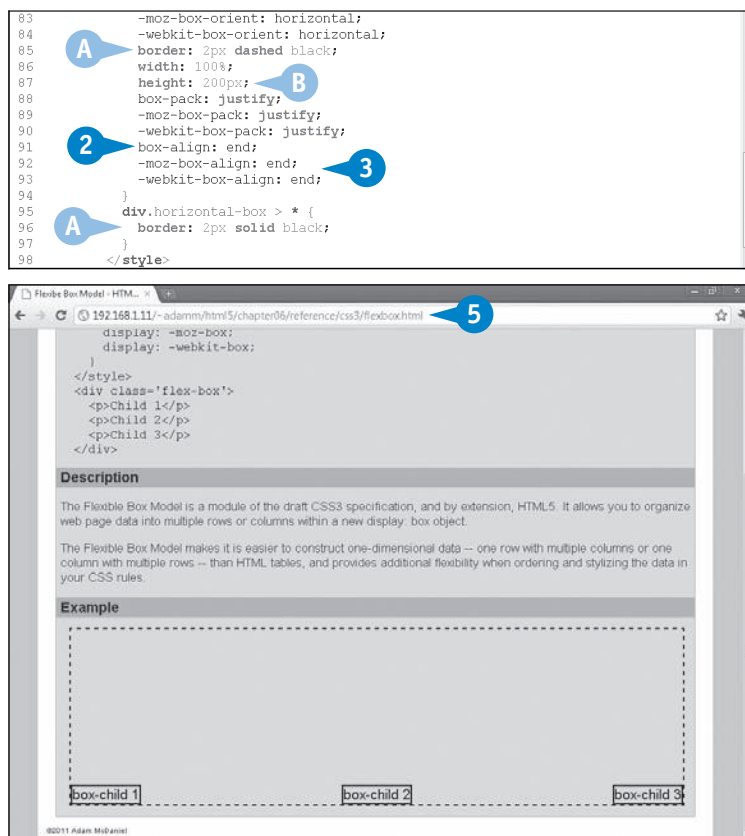 83 -moz-box-orient: horizontal;
84 -webkit-box-orient: horizontal;
A 85 border: 2px dashed black;
86 width: 100%;
87 height: 200px; B
88 box-pack: justify;
89 -moz-box-pack: justify;
90 -webkit-box-pack: justify;
2 91 box-align: end;
92 -moz-box-align: end; 3
93 -webkit-box-align: end;
94 }
95 div.horizontal-box > * {
A 96 border: 2px solid black;
97 }
98 </style>
Flexibe Box Model - HTM...
192.168.1.11/~adamm/html5/chapter06/reference/css3/flexbox.html 5
display: -moz-box;
display: -webkit-box;
}
</style>
<div class='flex-box'>
<p>Child 1</p>
<p>Child 2</p>
<p>Child 3</p>
</div>
Description
The Flexible Box Model is a module of the draft CSS3 specification, and by extension, HTML5. It allows you to organize
web page data into multiple rows or columns within a new display: box object.
The Flexible Box Model makes it is easier to construct one-dimensional data -- one row with multiple columns or one
column with multiple rows -- than HTML tables, and provides additional flexibility when ordering and stylizing the data in
your CSS rules.
Example
box-child 1 box-child 2 box-child 3
©2011 Adam McDaniel